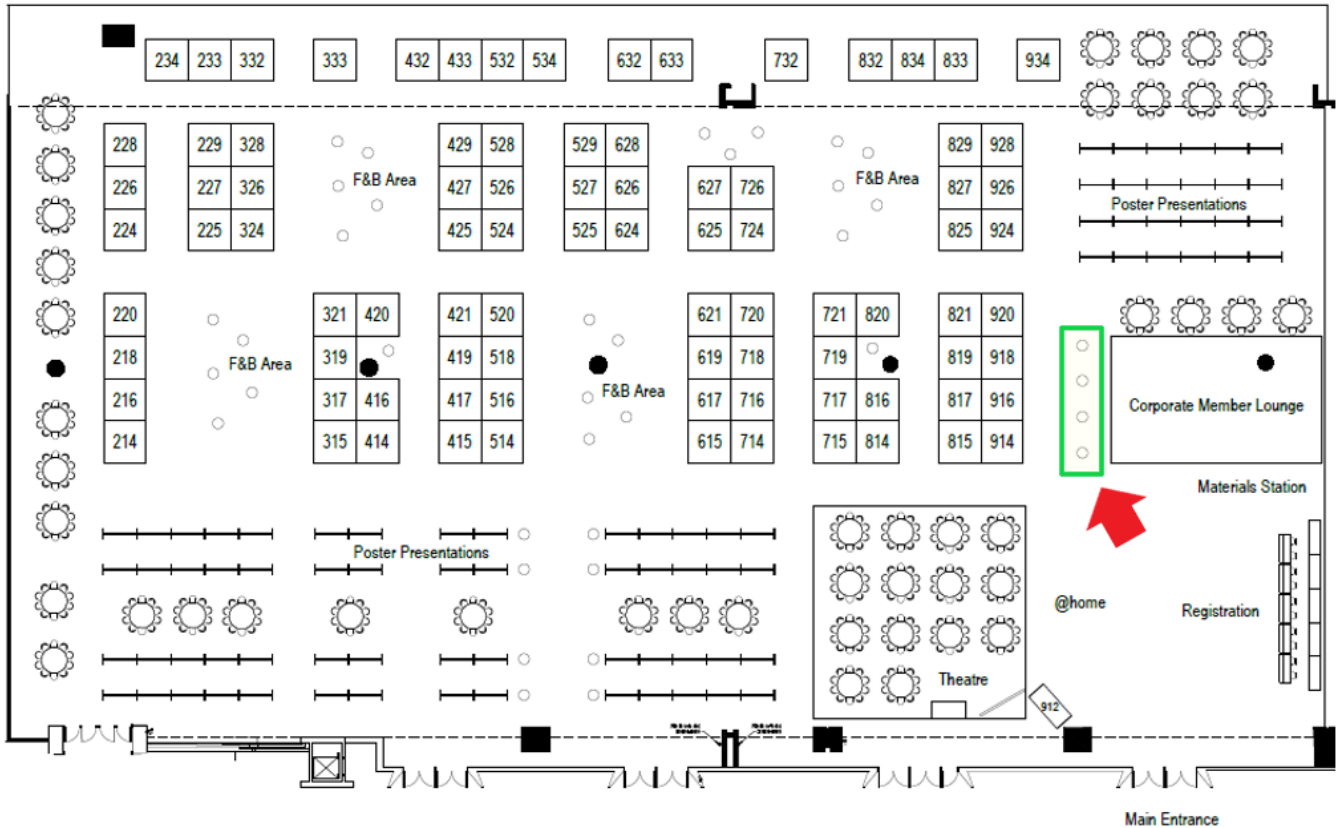 234 233 332 333 432 433 532 534 632 633 732 832 834 833 934
228 229 328 429 528 529 628 829 928
F&B Area F&B Area
226 227 326 427 526 527 626 627 726 827 926
Poster Presentations
224 225 324 425 524 525 624 625 724 825 924
220 321 420 421 520 621 720 721 820 821 920
218 319 419 518 619 718 719 819 918
F&B Area
F&B Area
216 317 416 417 516 617 716 717 816 817 916
Corporate Member Lounge
214 315 414 415 514 615 714 715 814 815 914
Materials Station
Poster Presentations
@home
Registration
Theatre
912
Main Entrance